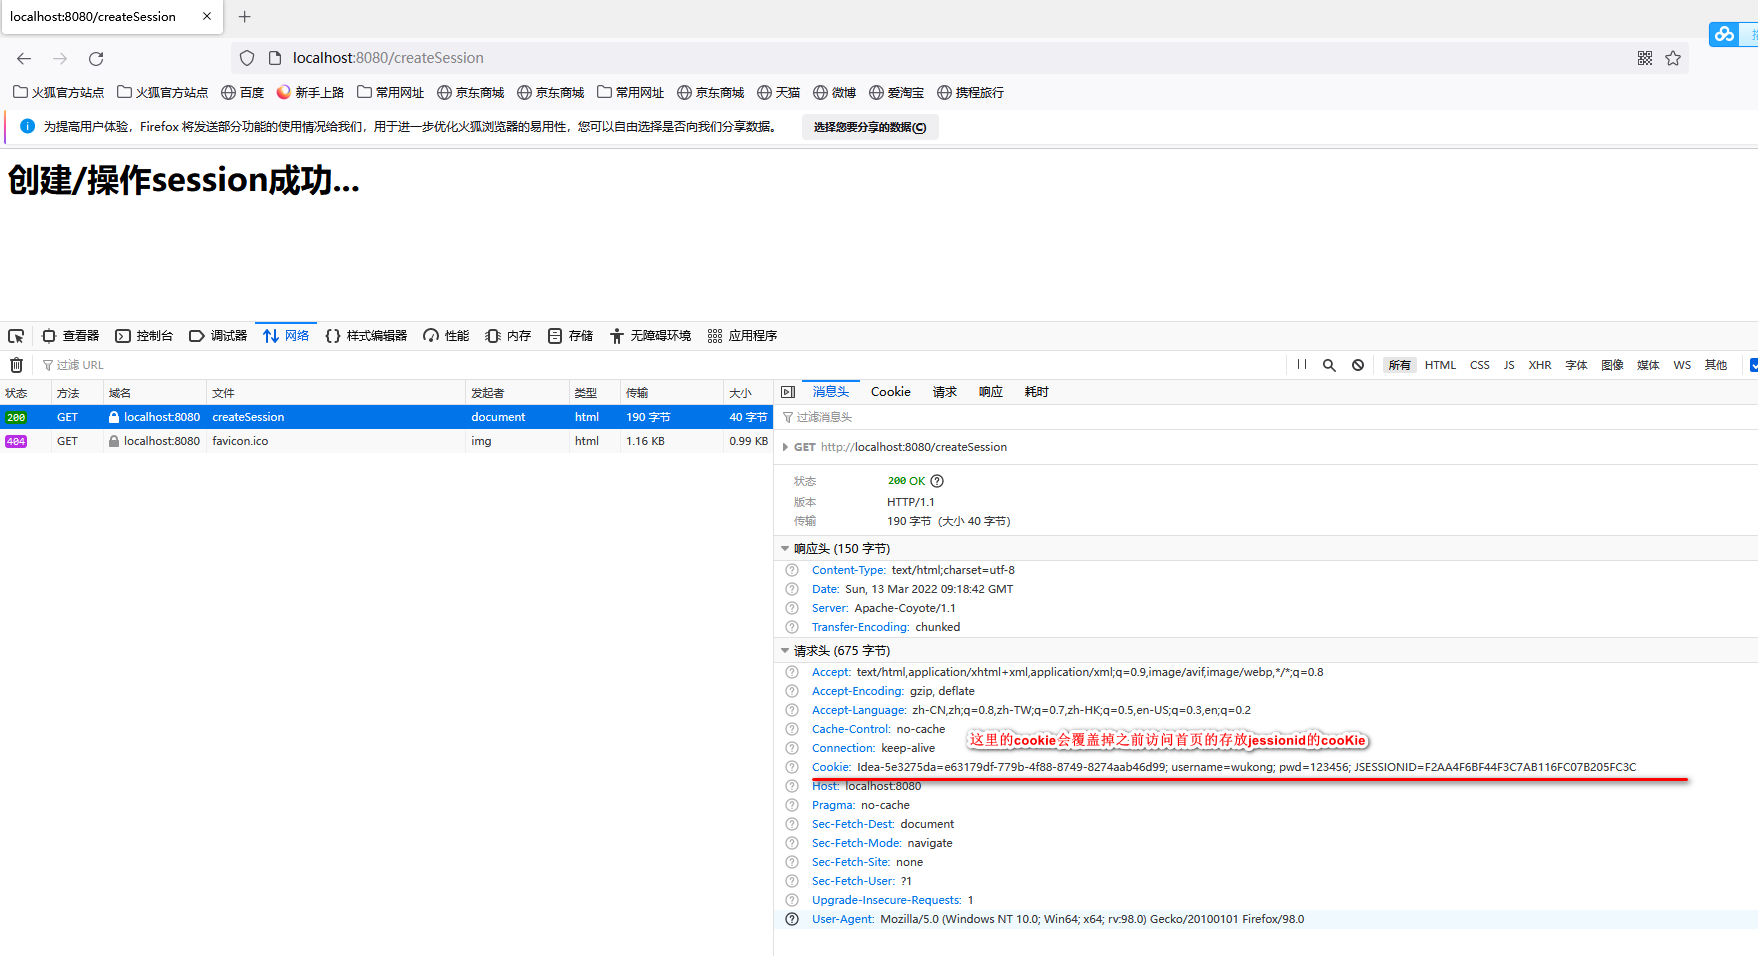 localhost:8080/createSession
localhost:8080/createSession
火狐官方站点 火狐官方站点 百度 新手上路 常用网址 京东商城 京东商城 常用网址 京东商城 天猫 微博 爱淘宝 携程旅行
为提高用户体验，Firefox 将发送部分功能的使用情况给我们，用于进一步优化火狐浏览器的易用性，您可以自由选择是否向我们分享数据。 选择您要分享的数据(C)
创建/操作session成功...
查看器 控制台 调试器 网络 样式编辑器 性能 内存 存储 无障碍环境 应用程序
过滤 URL 所有 HTML CSS JS XHR 字体 图像 媒体 WS 其他
状态 方法 域名 文件 发起者 类型 传输 大小
200 GET localhost:8080 createSession document html 190 字节 40 字节
404 GET localhost:8080 favicon.ico img html 1.16 KB 0.99 KB
消息头 Cookie 请求 响应 耗时
过滤消息头
GET http://localhost:8080/createSession
状态 200 OK
版本 HTTP/1.1
传输 190 字节 (大小 40 字节)
响应头 (150 字节)
Content-Type: text/html;charset=utf-8
Date: Sun, 13 Mar 2022 09:18:42 GMT
Server: Apache-Coyote/1.1
Transfer-Encoding: chunked
请求头 (675 字节)
Accept: text/html,application/xhtml+xml,application/xml;q=0.9,image/avif,image/webp,*/*;q=0.8
Accept-Encoding: gzip, deflate
Accept-Language: zh-CN,zh;q=0.8,zh-TW;q=0.7,zh-HK;q=0.5,en-US;q=0.3,en;q=0.2
Cache-Control: no-cache
这里的cookie会覆盖掉之前访问首页的存放jessionid的cooKie
Connection: keep-alive
Cookie: Idea-5e3275da=e63179df-779b-4f88-8749-8274aab46d99; username=wukong; pwd=123456; JSESSIONID=F2AA4F6BF44F3C7AB116FC07B205FC3C
Host: localhost:8080
Pragma: no-cache
Sec-Fetch-Dest: document
Sec-Fetch-Mode: navigate
Sec-Fetch-Site: none
Sec-Fetch-User: ?1
Upgrade-Insecure-Requests: 1
User-Agent: Mozilla/5.0 (Windows NT 10.0; Win64; x64; rv:98.0) Gecko/20100101 Firefox/98.0